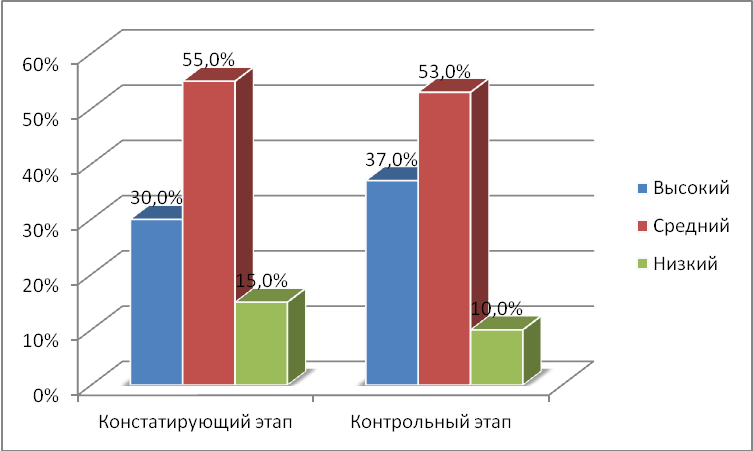 60%
50%
40%
30%
20%
10%
0%
55,0%
53,0%
37,0%
30,0%
15,0%
10,0%
Констатирующий этап
Контрольный этап
Высокий
Средний
Низкий